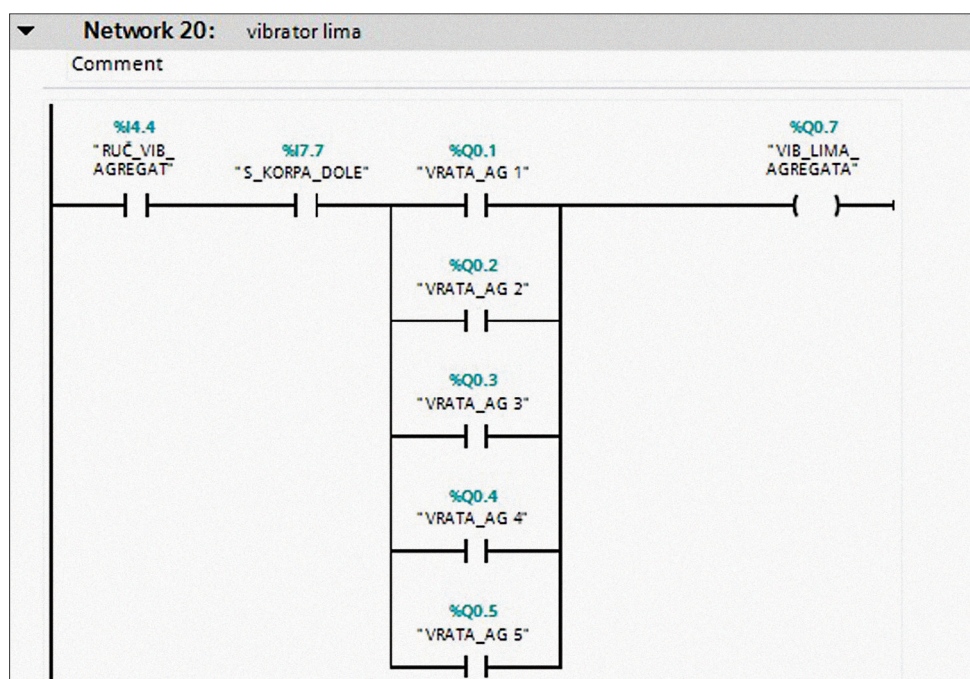 Network 20: vibrator lima
Comment
%I4.4
"RUČ_VIB_
AGREGAT"
%I7.7
"S_KORPA_DOLE"
%Q0.1
"VRATA_AG 1"
%Q0.7
"VIB_LIMA_
AGREGATA"
%Q0.2
"VRATA_AG 2"
%Q0.3
"VRATA_AG 3"
%Q0.4
"VRATA_AG 4"
%Q0.5
"VRATA_AG 5"